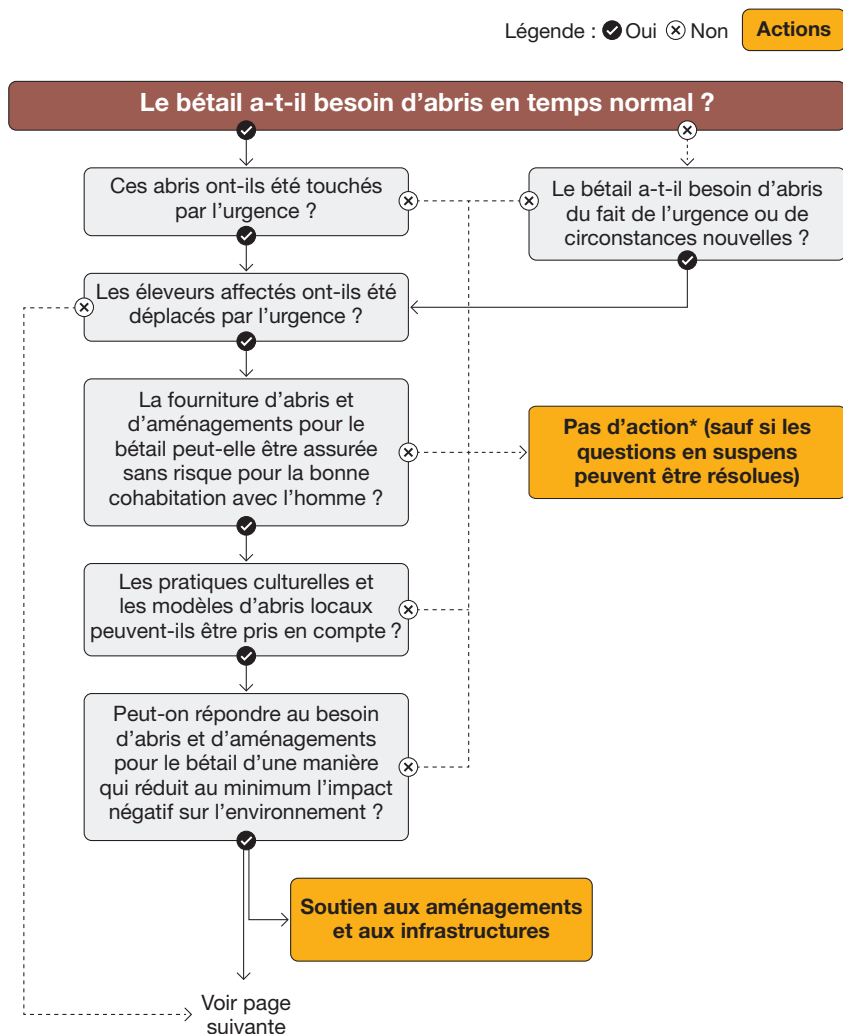 Légende : Oui Non Actions
Le bétail a-t-il besoin d'abris en temps normal ?
Ces abris ont-ils été touchés
par l'urgence ?
Le bétail a-t-il besoin d'abris
du fait de l'urgence ou de
circonstances nouvelles ?
Les éleveurs affectés ont-ils été
déplacés par l'urgence ?
La fourniture d'abris et
d'aménagements pour le
bétail peut-elle être assurée
sans risque pour la bonne
cohabitation avec l'homme ?
Pas d'action* (sauf si les
questions en suspens
peuvent être résolues)
Les pratiques culturelles et
les modèles d'abris locaux
peuvent-ils être pris en compte ?
Peut-on répondre au besoin
d'abris et d'aménagements
pour le bétail d'une manière
qui réduit au minimum l'impact
négatif sur l'environnement ?
Soutien aux aménagements
et aux infrastructures
Voir page
suivante